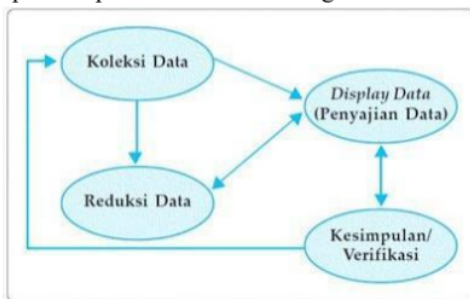 Koleksi Data
Display Data
(Penyajian Data)
Reduksi Data
Kesimpulan/
Verifikasi